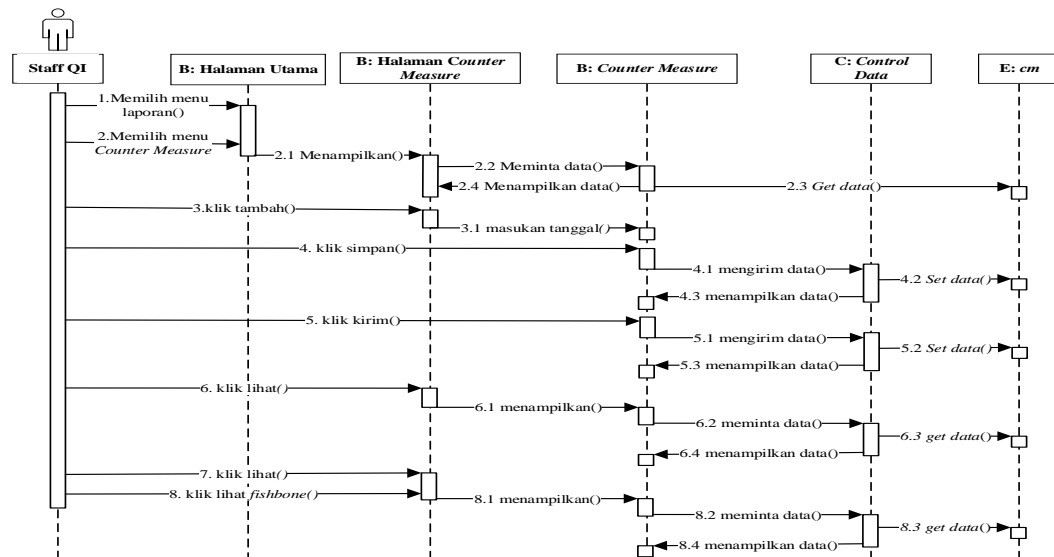 Staff QI
B: Halaman Utama
B: Halaman Counter
Measure
B: Counter Measure
C: Control
Data
E: cm
1.Memilih menu
laporan()
2.Memilih menu
Counter Measure
2.1 Menampilkan()
2.2 Meminta data()
2.4 Menampilkan data()
2.3 Get data()
3.klik tambah()
3.1 masukan tanggal()
4. klik simpan()
4.1 mengirim data()
4.2 Set data()
4.3 menampilkan data()
5. klik kirim()
5.1 mengirim data()
5.2 Set data()
5.3 menampilkan data()
6. klik lihat()
6.1 menampilkan()
6.2 meminta data()
6.3 get data()
6.4 menampilkan data()
7. klik lihat()
8. klik lihat fishbone()
8.1 menampilkan()
8.2 meminta data()
8.3 get data()
8.4 menampilkan data()